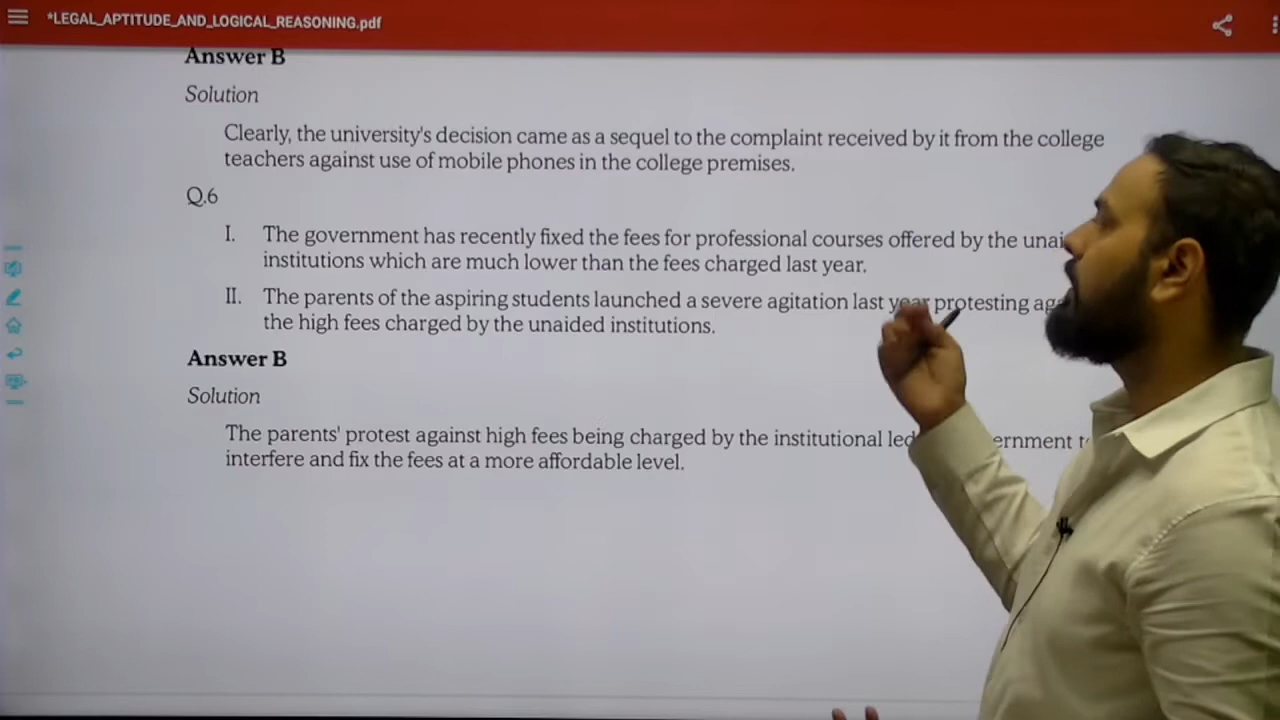 *LEGAL_APTITUDE_AND_LOGICAL_REASONING.pdf
Answer B
Solution
Clearly, the university's decision came as a sequel to the complaint received by it from the college
teachers against use of mobile phones in the college premises.
Q.6
I. The government has recently fixed the fees for professional courses offered by the
institutions which are much lower than the fees charged last year.
II. The parents of the aspiring students launched a severe agitation last year protesting
the high fees charged by the unaided institutions.
Answer B
Solution
The parents' protest against high fees being charged by the institutional led
interfere and fix the fees at a more affordable level.